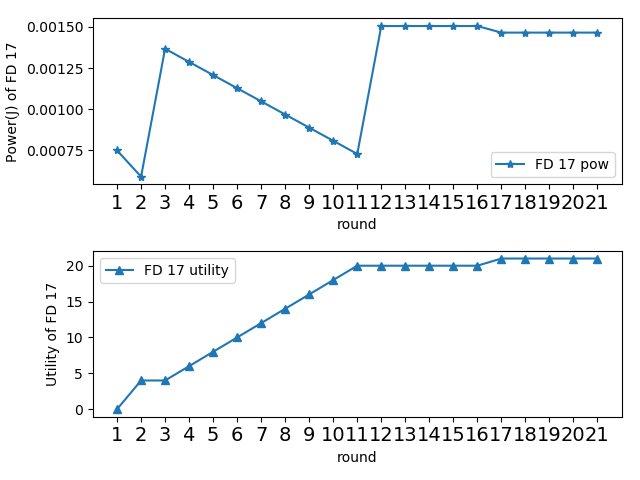 0.00150
0.00125
0.00100
0.00075
Power(J) of FD 17
FD 17 pow
1 2 3 4 5 6 7 8 9 10 11 12 13 14 15 16 17 18 19 20 21
round
20
15
10
5
0
Utility of FD 17
FD 17 utility
1 2 3 4 5 6 7 8 9 10 11 12 13 14 15 16 17 18 19 20 21
round